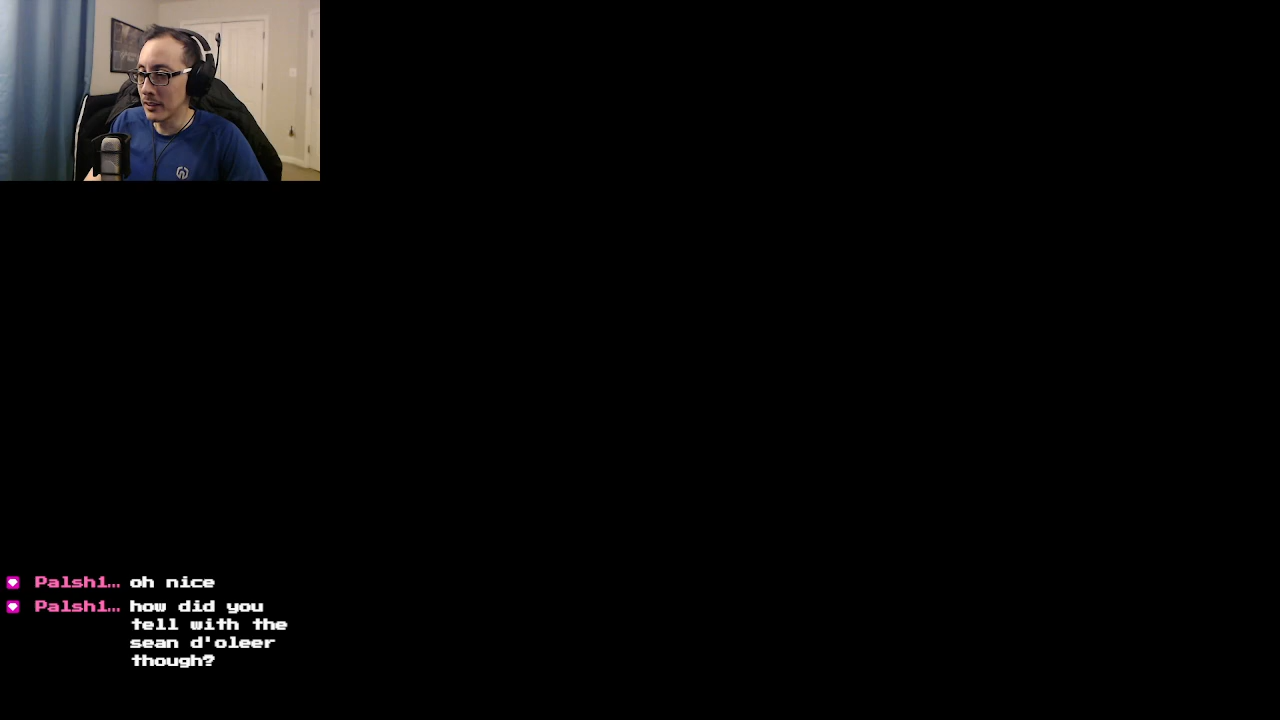 Palsh1... oh nice
Palsh1... how did you
tell with the
sean d'oleer
though?